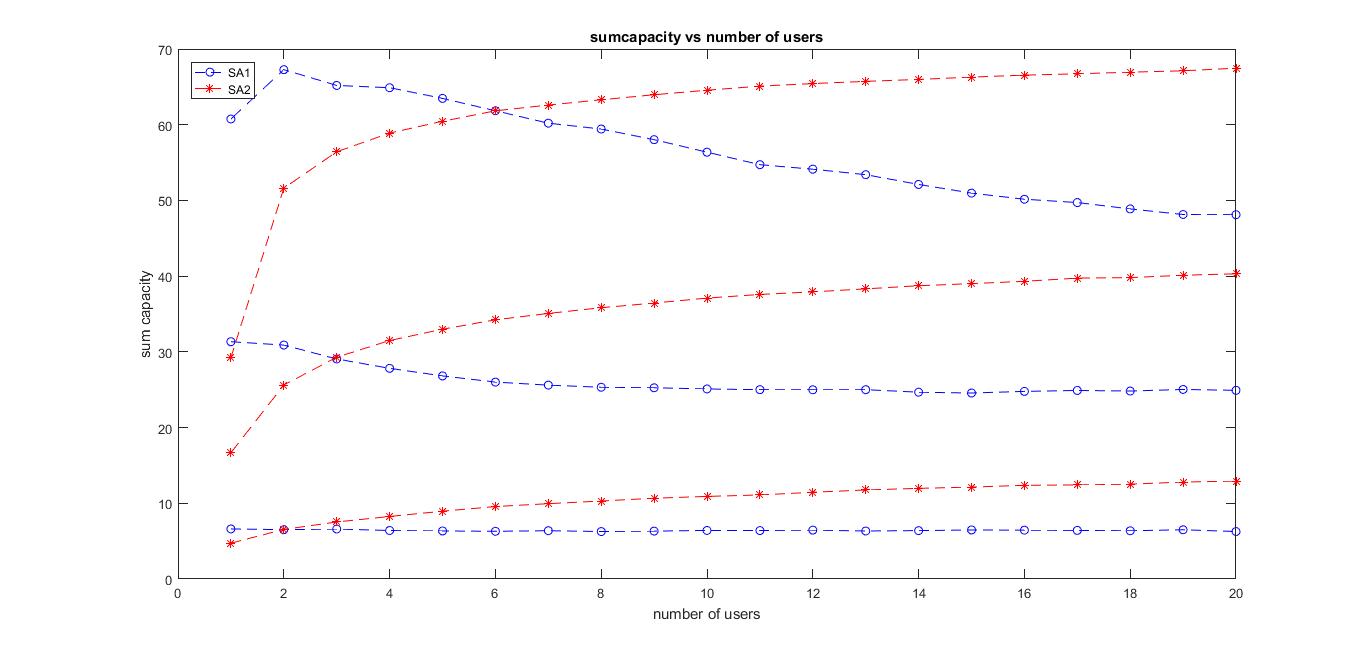 sumcapacity vs number of users
SA1
SA2
70
60
50
40
30
20
10
0
sum capacity
0 2 4 6 8 10 12 14 16 18 20
number of users